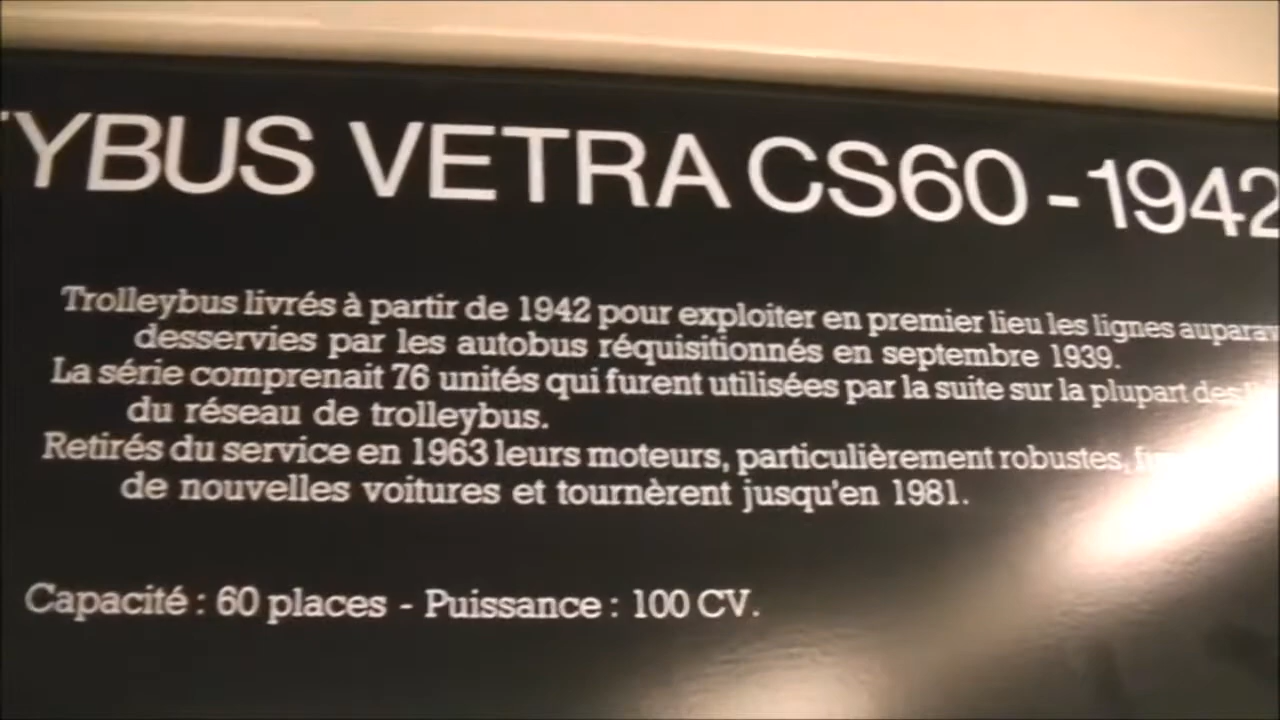 YBUS VETRA CS60 - 1942
Trolleybus livrés à partir de 1942 pour exploiter en premier lieu les lignes
desservies par les autobus réquisitionnés en septembre 1939.
La série comprenait 76 unités qui furent utilisées par la suite sur la plupart des
du réseau de trolleybus.
Retirés du service en 1963 leurs moteurs, particulièrement robustes,
de nouvelles voitures et tournèrent jusqu'en 1981.
Capacité : 60 places - Puissance : 100 CV.